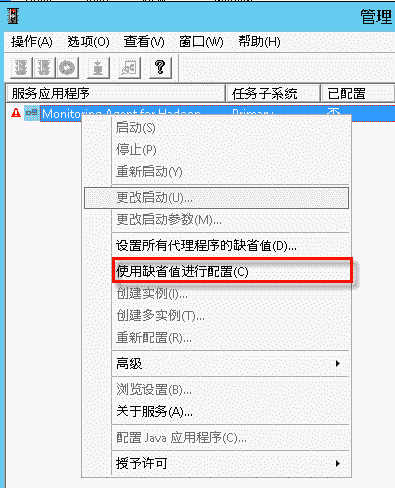 管理
操作(A) 选项(O) 查看(V) 窗口(W) 帮助(H)
服务应用程序 任务子系统 已配置
Monitoring Agent for Hadoop Primary 否
启动(S)
停止(P)
重新启动(Y)
更改启动(U)...
更改启动参数(M)...
设置所有代理程序的缺省值(D)...
使用缺省值进行配置(C)
创建实例(I)...
创建多实例(T)...
重新配置(R)...
高级
浏览设置(B)...
关于服务(A)...
配置 Java 应用程序(C)...
授予许可